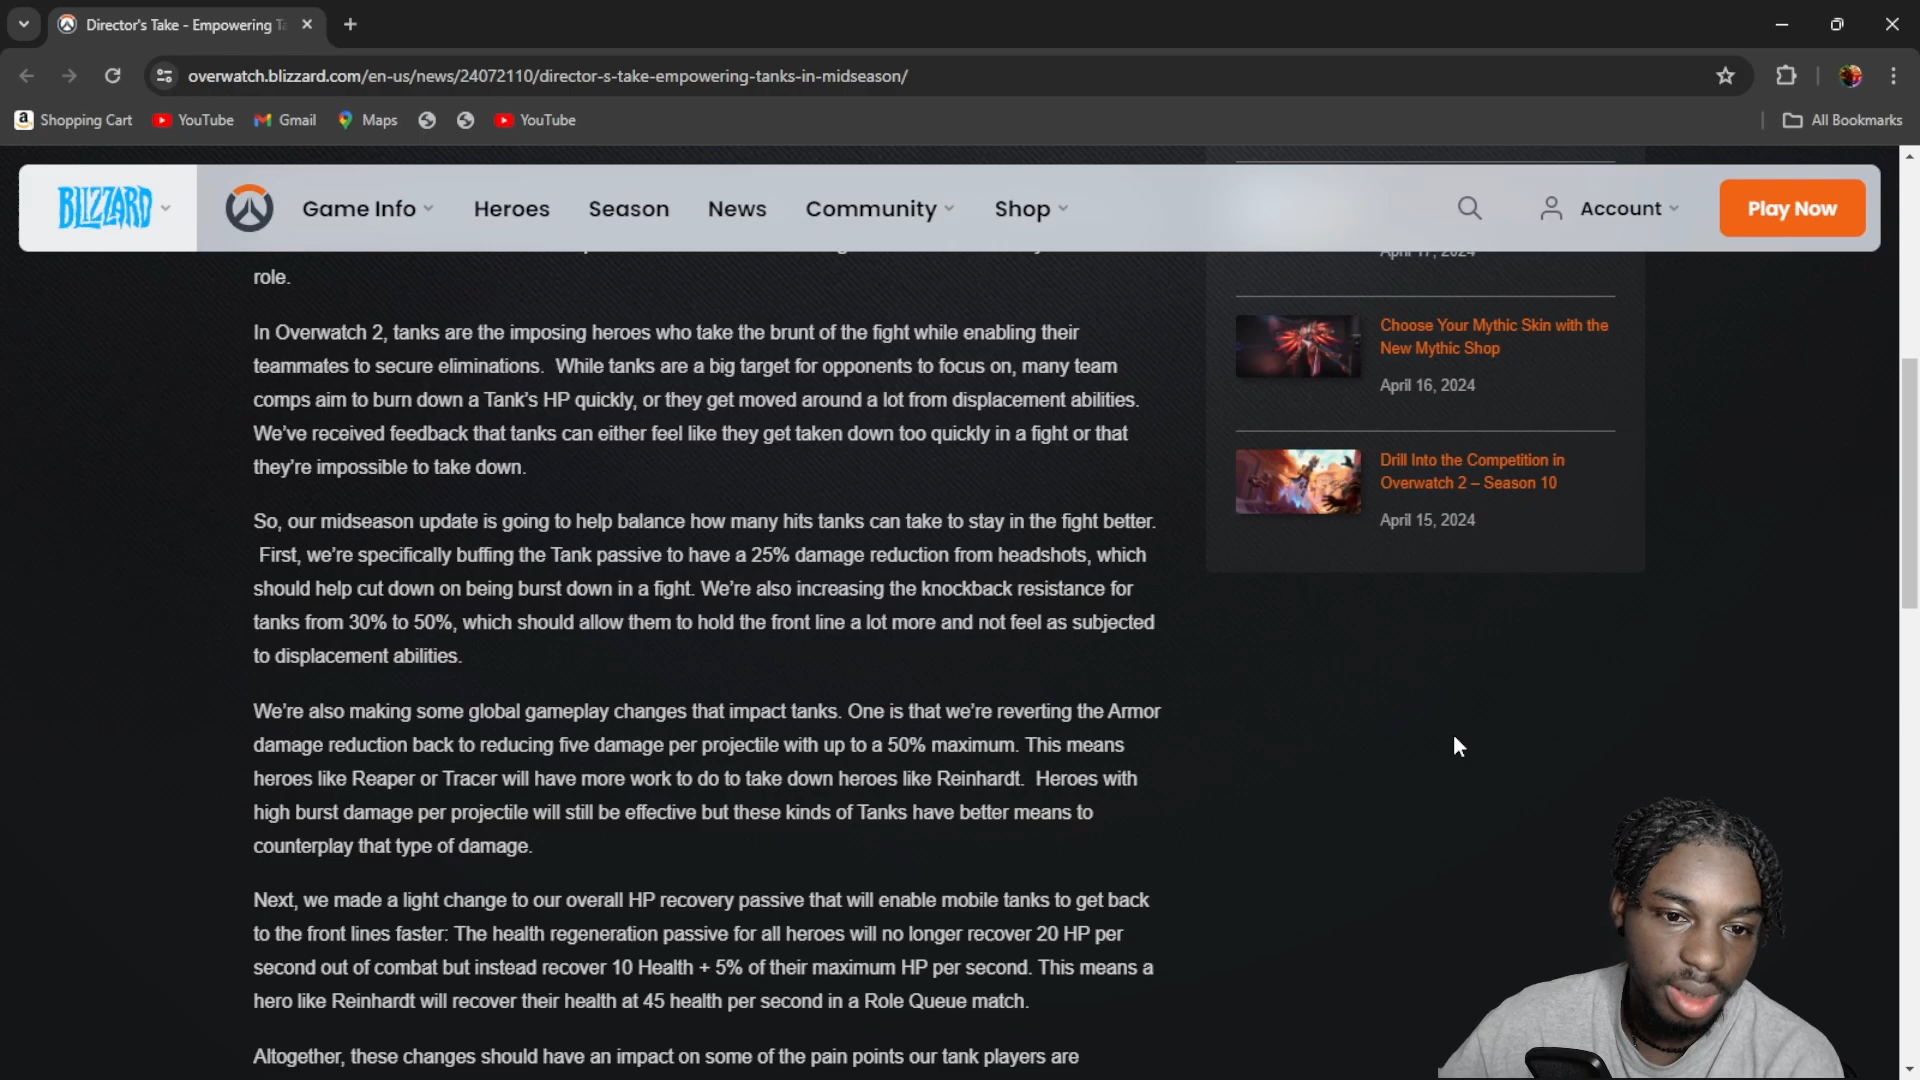 Director's Take - Empowering Ta
overwatch.blizzard.com/en-us/news/24072110/director-s-take-empowering-tanks-in-midseason/
Shopping Cart YouTube Gmail Maps YouTube All Bookmarks
BLIZZARD Game Info Heroes Season News Community Shop Account Play Now
role.
In Overwatch 2, tanks are the imposing heroes who take the brunt of the fight while enabling their
teammates to secure eliminations.  While tanks are a big target for opponents to focus on, many team
comps aim to burn down a Tank's HP quickly, or they get moved around a lot from displacement abilities.
We've received feedback that tanks can either feel like they get taken down too quickly in a fight or that
they're impossible to take down.
So, our midseason update is going to help balance how many hits tanks can take to stay in the fight better.
First, we're specifically buffing the Tank passive to have a 25% damage reduction from headshots, which
should help cut down on being burst down in a fight. We're also increasing the knockback resistance for
tanks from 30% to 50%, which should allow them to hold the front line a lot more and not feel as subjected
to displacement abilities.
We're also making some global gameplay changes that impact tanks. One is that we're reverting the Armor
damage reduction back to reducing five damage per projectile with up to a 50% maximum. This means
heroes like Reaper or Tracer will have more work to do to take down heroes like Reinhardt.  Heroes with
high burst damage per projectile will still be effective but these kinds of Tanks have better means to
counterplay that type of damage.
Next, we made a light change to our overall HP recovery passive that will enable mobile tanks to get back
to the front lines faster: The health regeneration passive for all heroes will no longer recover 20 HP per
second out of combat but instead recover 10 Health + 5% of their maximum HP per second. This means a
hero like Reinhardt will recover their health at 45 health per second in a Role Queue match.
Altogether, these changes should have an impact on some of the pain points our tank players are
April 17, 2024
Choose Your Mythic Skin with the
New Mythic Shop
April 16, 2024
Drill Into the Competition in
Overwatch 2 – Season 10
April 15, 2024